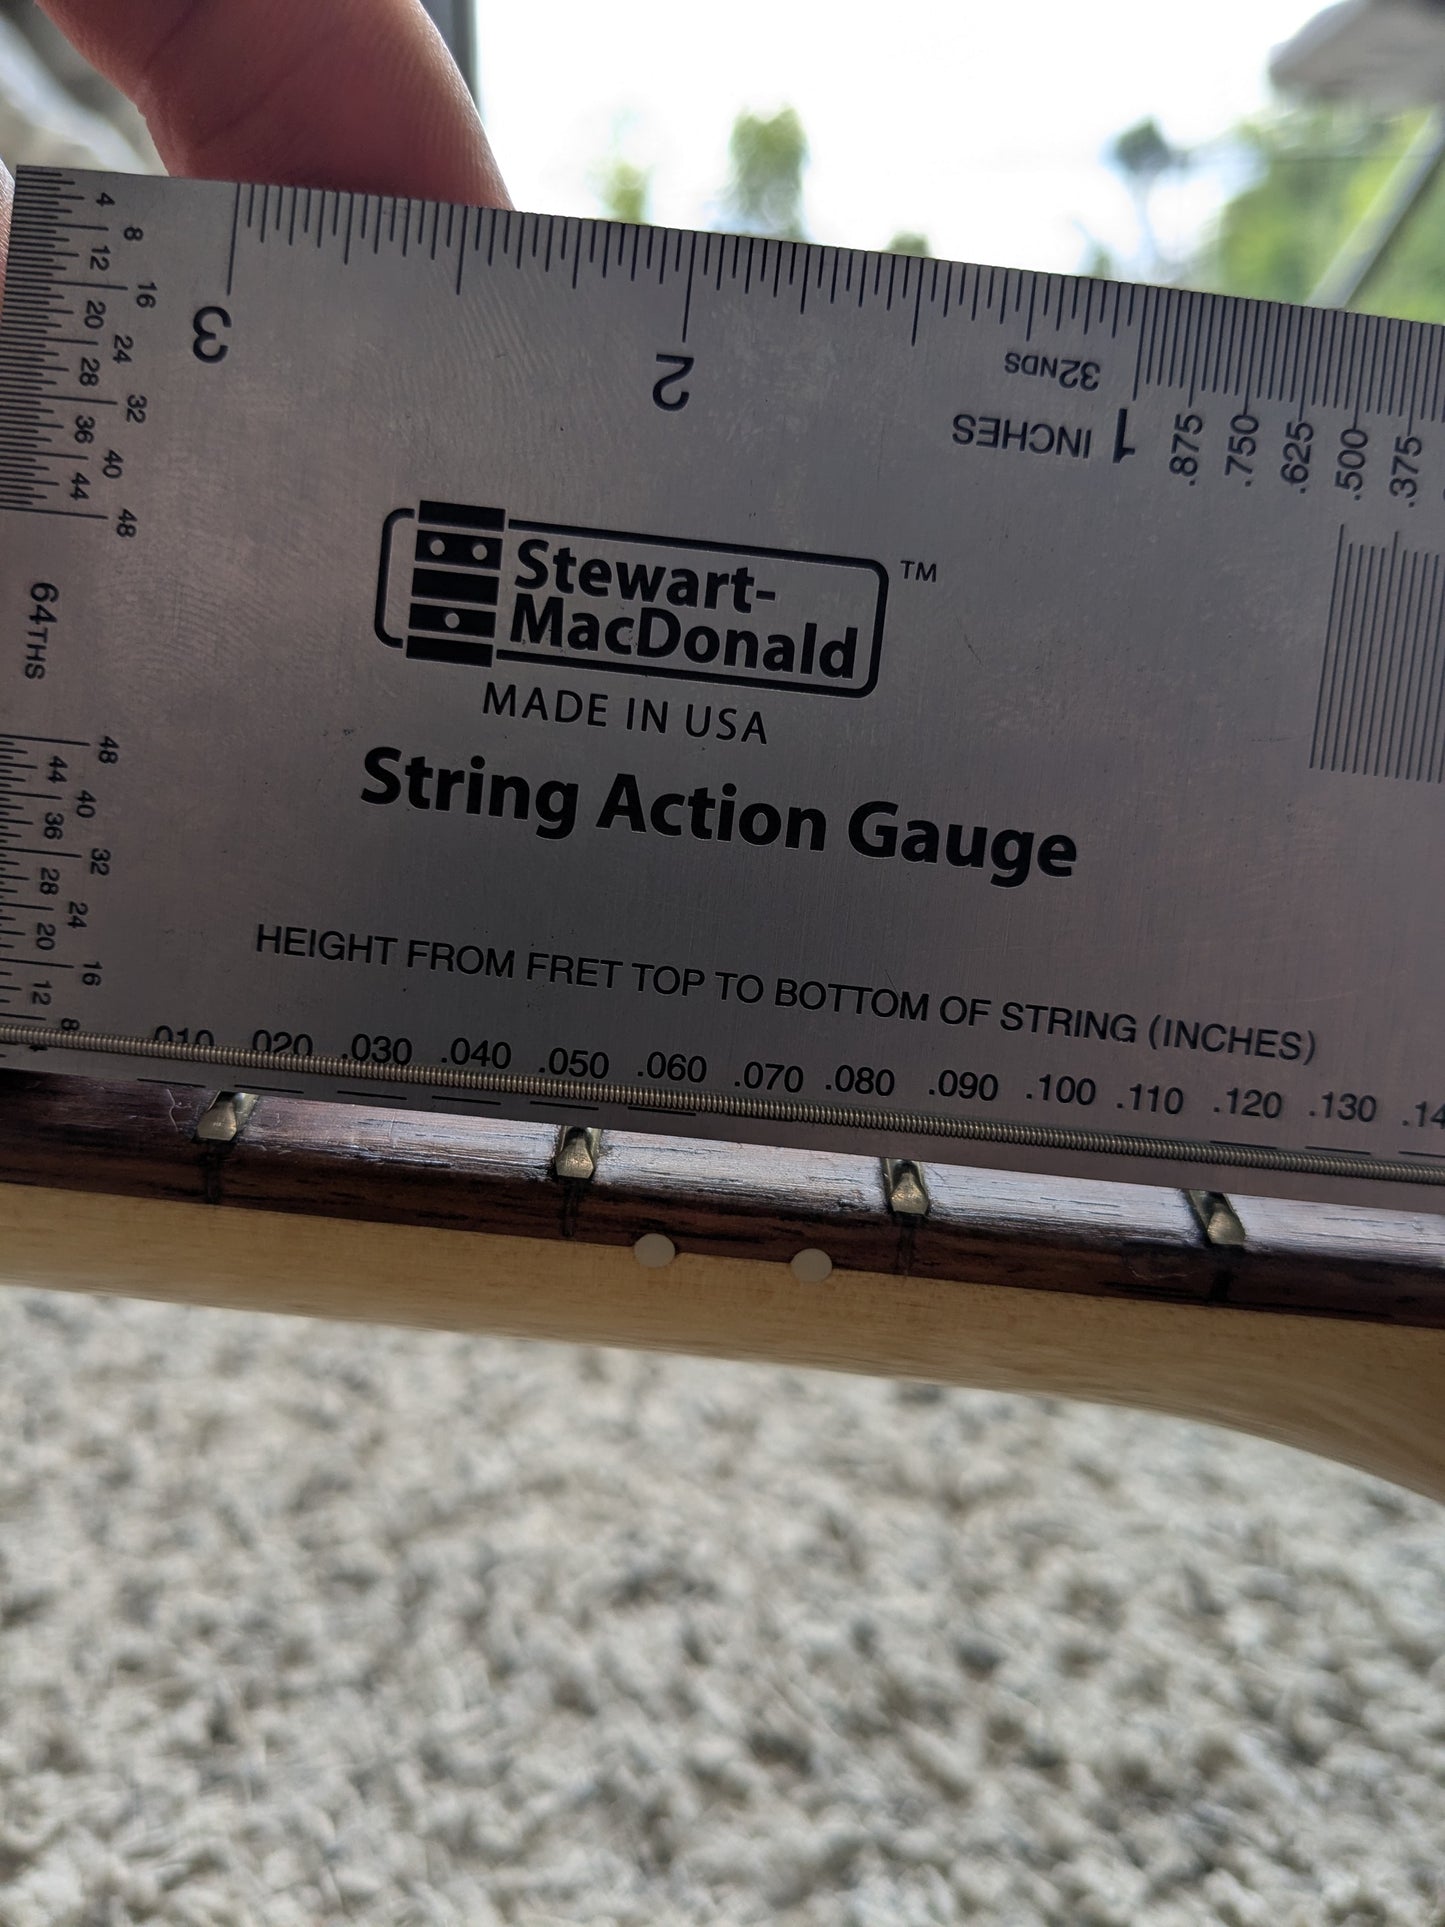 4 12 20 28 36 44
8 16 24 32 40 48
64THS
48 40 32 24 16 8
44 36 28 20 12
3
2
1
32NDS
INCHES
.875 .750 .625 .500 .375
Stewart-
MacDonald
TM
MADE IN USA
String Action Gauge
HEIGHT FROM FRET TOP TO BOTTOM OF STRING (INCHES)
.010 .020 .030 .040 .050 .060 .070 .080 .090 .100 .110 .120 .130